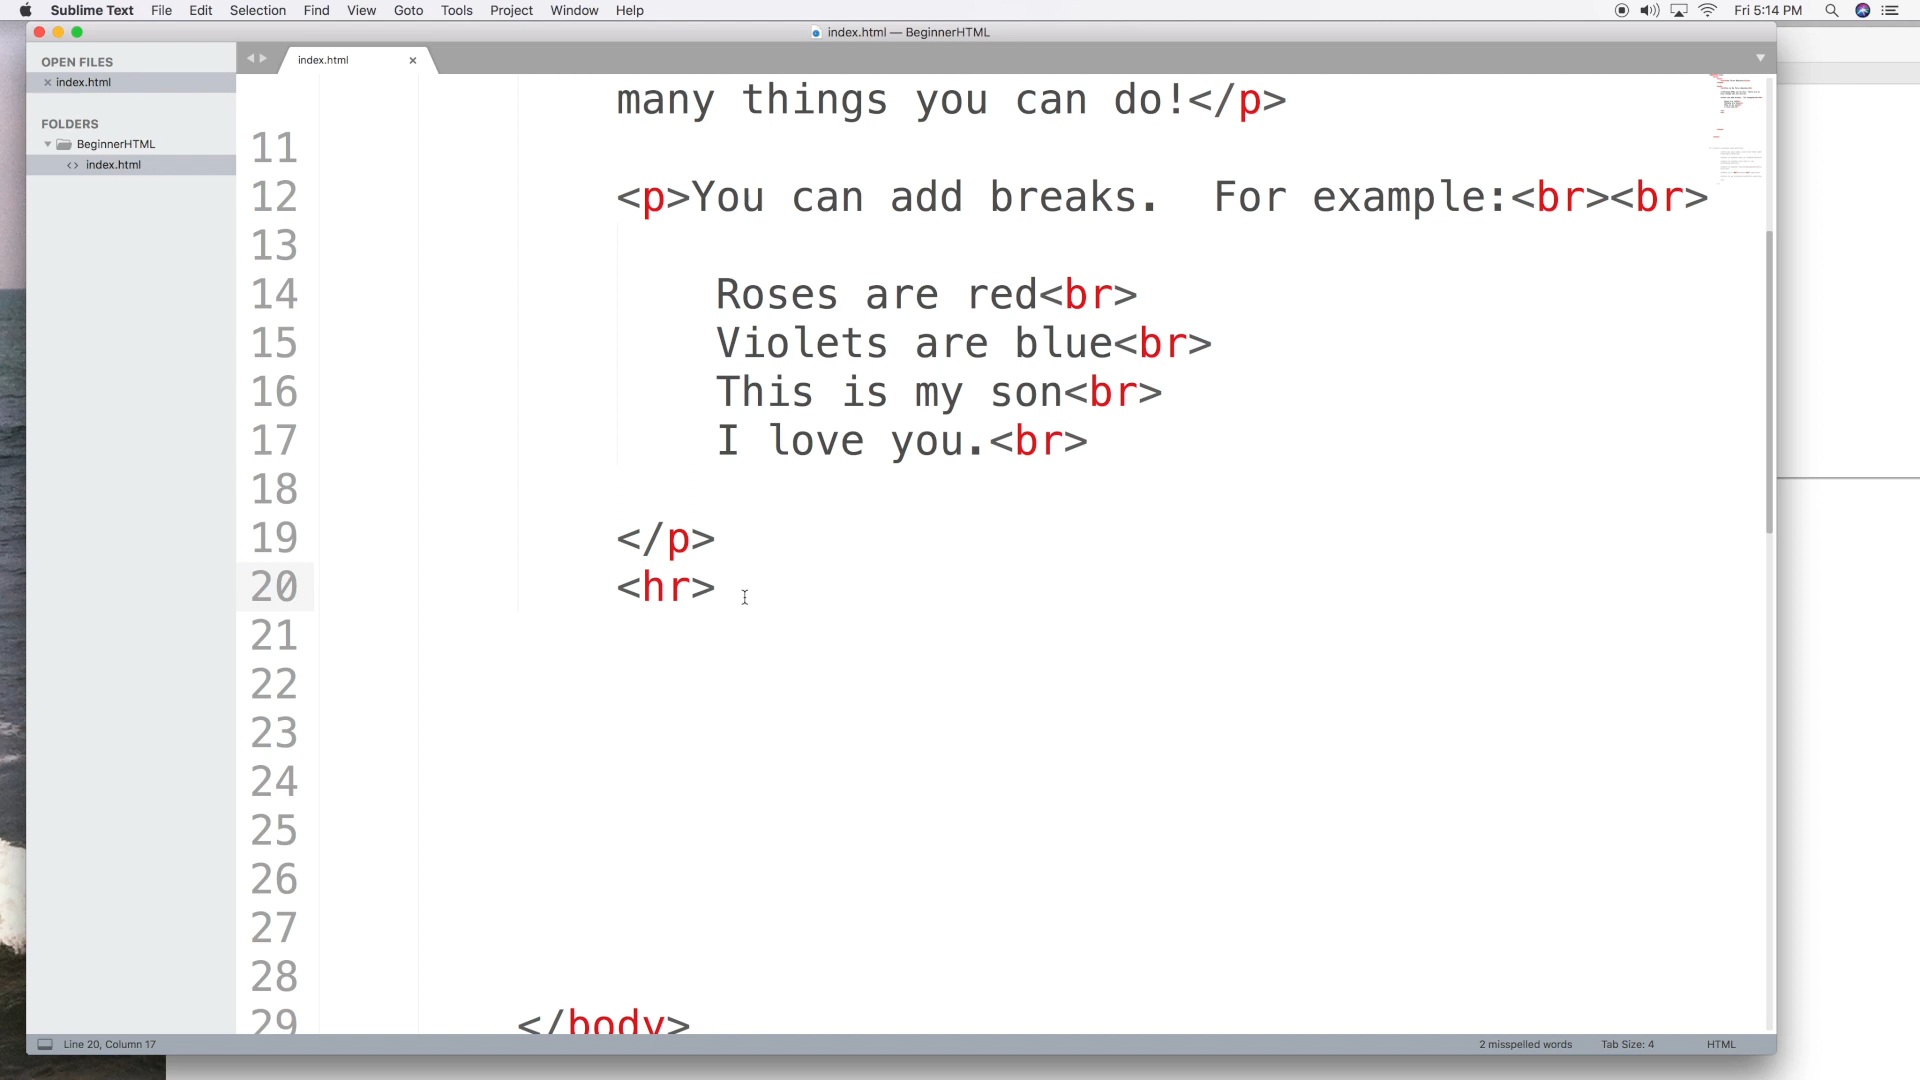 Sublime Text File Edit Selection Find View Goto Tools Project Window Help Fri 5:14 PM
index.html — BeginnerHTML
OPEN FILES
index.html
FOLDERS
BeginnerHTML
index.html
index.html
many things you can do!</p>
11
12 <p>You can add breaks.  For example:<br><br>
13
14 Roses are red<br>
15 Violets are blue<br>
16 This is my son<br>
17 I love you.<br>
18
19 </p>
20 <hr>
21
22
23
24
25
26
27
28
29 </body>
Line 20, Column 17 2 misspelled words Tab Size: 4 HTML